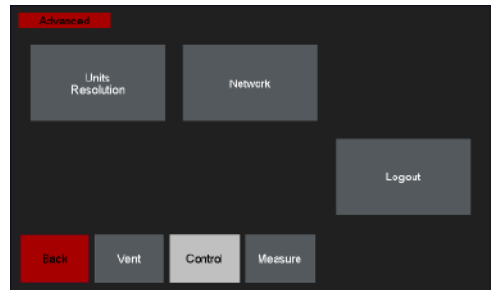 Advanced
Units
Resolution
Network
Logout
Back
Vent
Control
Measure